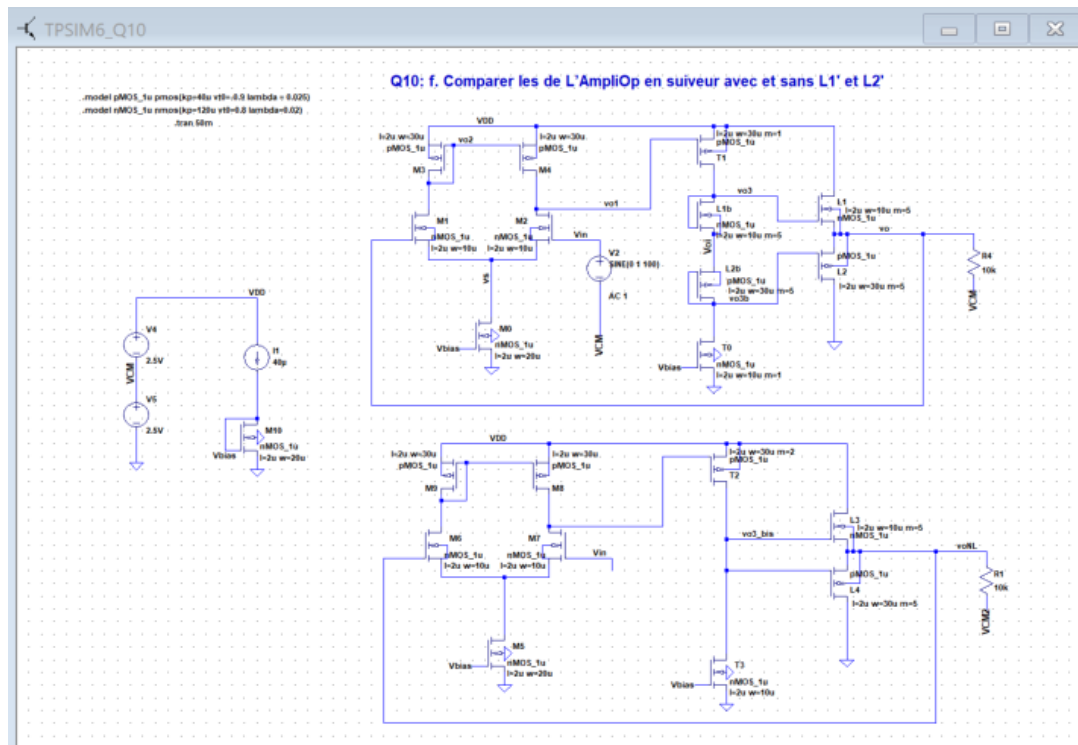 TPSIM6_Q10
Q10: f. Comparer les de L'AmpliOp en suiveur avec et sans L1' et L2'
.model pMOS_1u pmos(kp=40u vt0=-0.9 lambda = 0.025)
.model nMOS_1u nmos(kp=120u vt0=0.8 lambda=0.02)
.tran 50m
VDD
l=2u w=30u
pMOS_1u
M3
vo2
l=2u w=30u
pMOS_1u
M4
l=2u w=30u m=1
pMOS_1u
T1
vo1
vo3
M1
nMOS_1u
l=2u w=10u
M2
nMOS_1u
l=2u w=10u
Vin
V2
SINE(0 1 100)
AC 1
VCM
L1b
nMOS_1u
l=2u w=10u m=5
Voi
L2b
pMOS_1u
l=2u w=30u m=5
vo3b
L1
l=2u w=10u m=5
nMOS_1u
vo
pMOS_1u
L2
l=2u w=30u m=5
R4
10k
VCM
vs
M0
nMOS_1u
l=2u w=20u
Vbias
T0
nMOS_1u
l=2u w=10u m=1
Vbias
VDD
V4
2.5V
VCM
V5
2.5V
I1
40µ
M10
nMOS_1u
l=2u w=20u
Vbias
VDD
l=2u w=30u
pMOS_1u
M9
l=2u w=30u
pMOS_1u
M8
l=2u w=30u m=2
pMOS_1u
T2
M6
nMOS_1u
l=2u w=10u
M7
nMOS_1u
l=2u w=10u
Vin
vo3_bis
L3
l=2u w=10u m=5
nMOS_1u
voNL
pMOS_1u
L4
l=2u w=30u m=5
R1
10k
VCM2
M5
nMOS_1u
l=2u w=20u
Vbias
T3
nMOS_1u
l=2u w=10u
Vbias